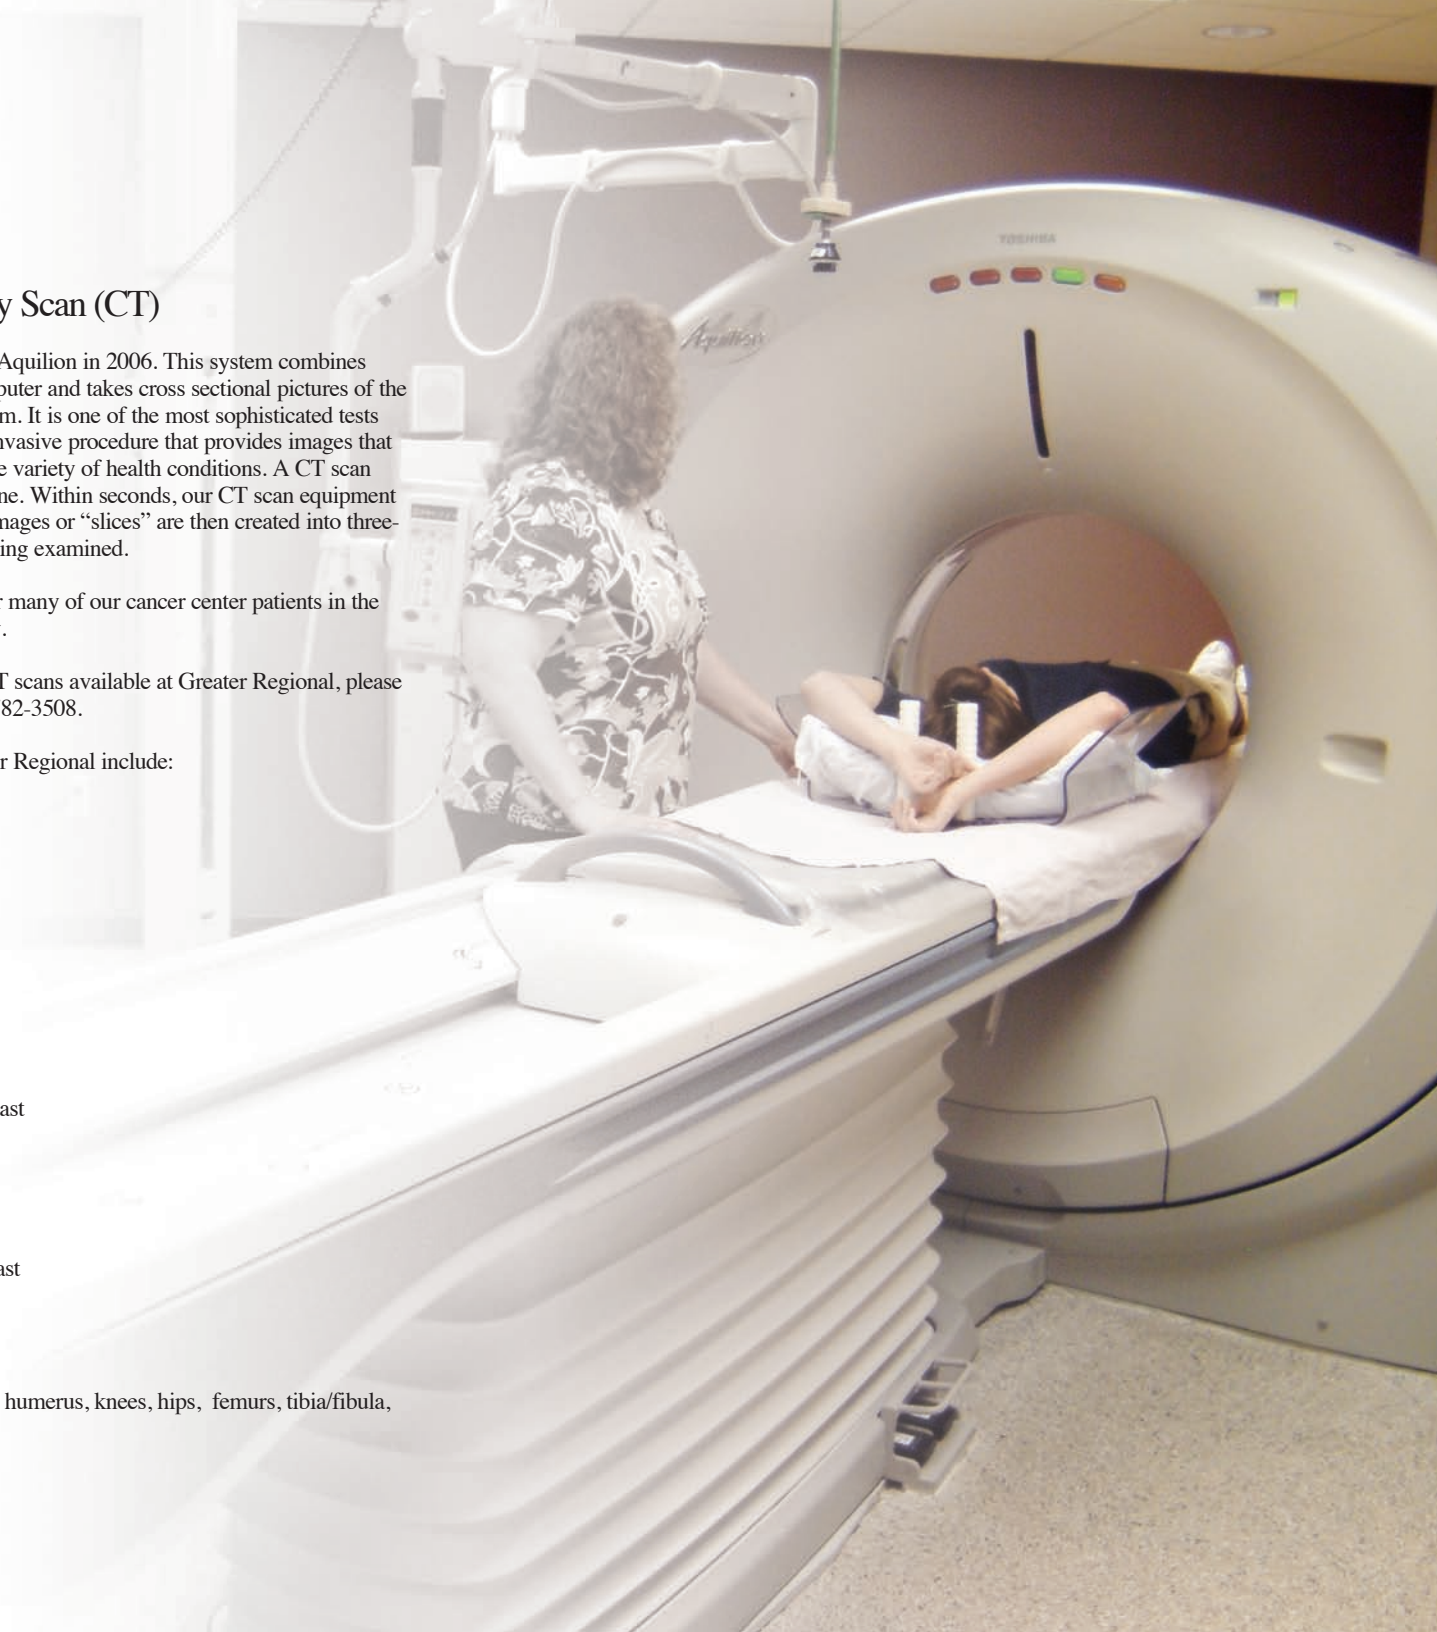 y Scan (CT)
Aquilion in 2006. This system combines
puter and takes cross sectional pictures of the
m. It is one of the most sophisticated tests
nvasive procedure that provides images that
e variety of health conditions. A CT scan
ne. Within seconds, our CT scan equipment
mages or “slices” are then created into three-
ing examined.
r many of our cancer center patients in the
.
T scans available at Greater Regional, please
82-3508.
r Regional include:
ast
ast
humerus, knees, hips, femurs, tibia/fibula,
TOSHIBA
Aquilion